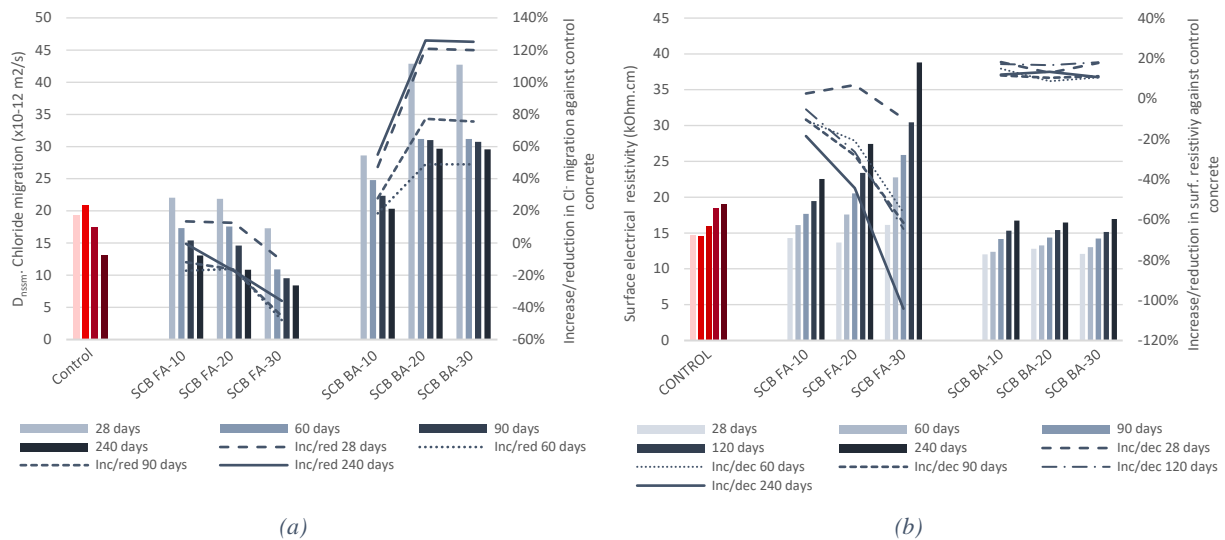 D_nssm, Chloride migration (x10-12 m2/s)
50
45
40
35
30
25
20
15
10
5
0
140%
120%
100%
80%
60%
40%
20%
0%
-20%
-40%
-60%
Increase/reduction in Cl⁻ migration against control
concrete
Control
SCB FA-10
SCB FA-20
SCB FA-30
SCB BA-10
SCB BA-20
SCB BA-30
28 days
60 days
90 days
240 days
Inc/red 28 days
Inc/red 60 days
Inc/red 90 days
Inc/red 240 days
(a)
Surface electrical resistivity (kOhm.cm)
45
40
35
30
25
20
15
10
5
0
40%
20%
0%
-20%
-40%
-60%
-80%
-100%
-120%
Increase/reduction in surf. resistivity against control
concrete
CONTROL
SCB FA-10
SCB FA-20
SCB FA-30
SCB BA-10
SCB BA-20
SCB BA-30
28 days
60 days
90 days
120 days
240 days
Inc/dec 28 days
Inc/dec 60 days
Inc/dec 90 days
Inc/dec 120 days
Inc/dec 240 days
(b)